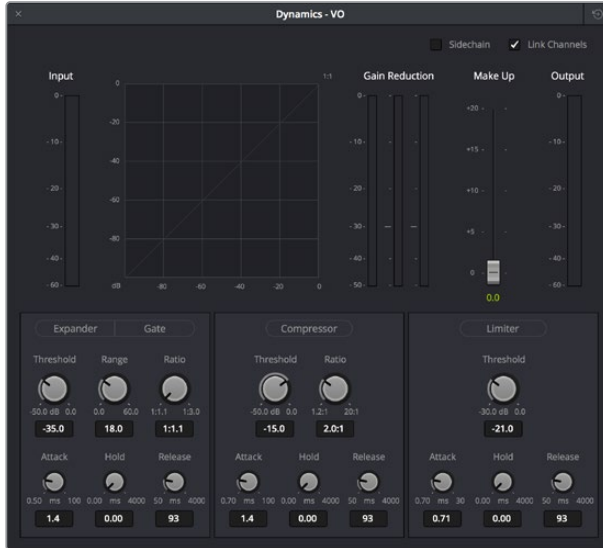 Dynamics - VO
Sidechain Link Channels
Input Gain Reduction Make Up Output
0- 0 1:1 0- +20 - 0-
-20
- 10- - 10- +15 - - 10-
-40
- 20- - 20- +10 - - 20-
-60
- 30- - 30- +5 - - 30-
-80
- 40- - 40- 0 - - 40-
- 60- dB -80 -60 -40 -20 0 - 50- - 60-
0.0
Expander Gate Compressor Limiter
Threshold Range Ratio Threshold Ratio Threshold
-50.0 dB 0.0 0.0 60.0 1:1.1 1:3.0 -50.0 dB 0.0 1.2:1 20:1 -30.0 dB 0.0
-35.0 18.0 1:1.1 -15.0 2.0:1 -21.0
Attack Hold Release Attack Hold Release Attack Hold Release
0.50 ms 100 0.00 ms 4000 50 ms 4000 0.70 ms 100 0.00 ms 4000 50 ms 4000 0.70 ms 30 0.00 ms 4000 50 ms 4000
1.4 0.00 93 1.4 0.00 93 0.71 0.00 93